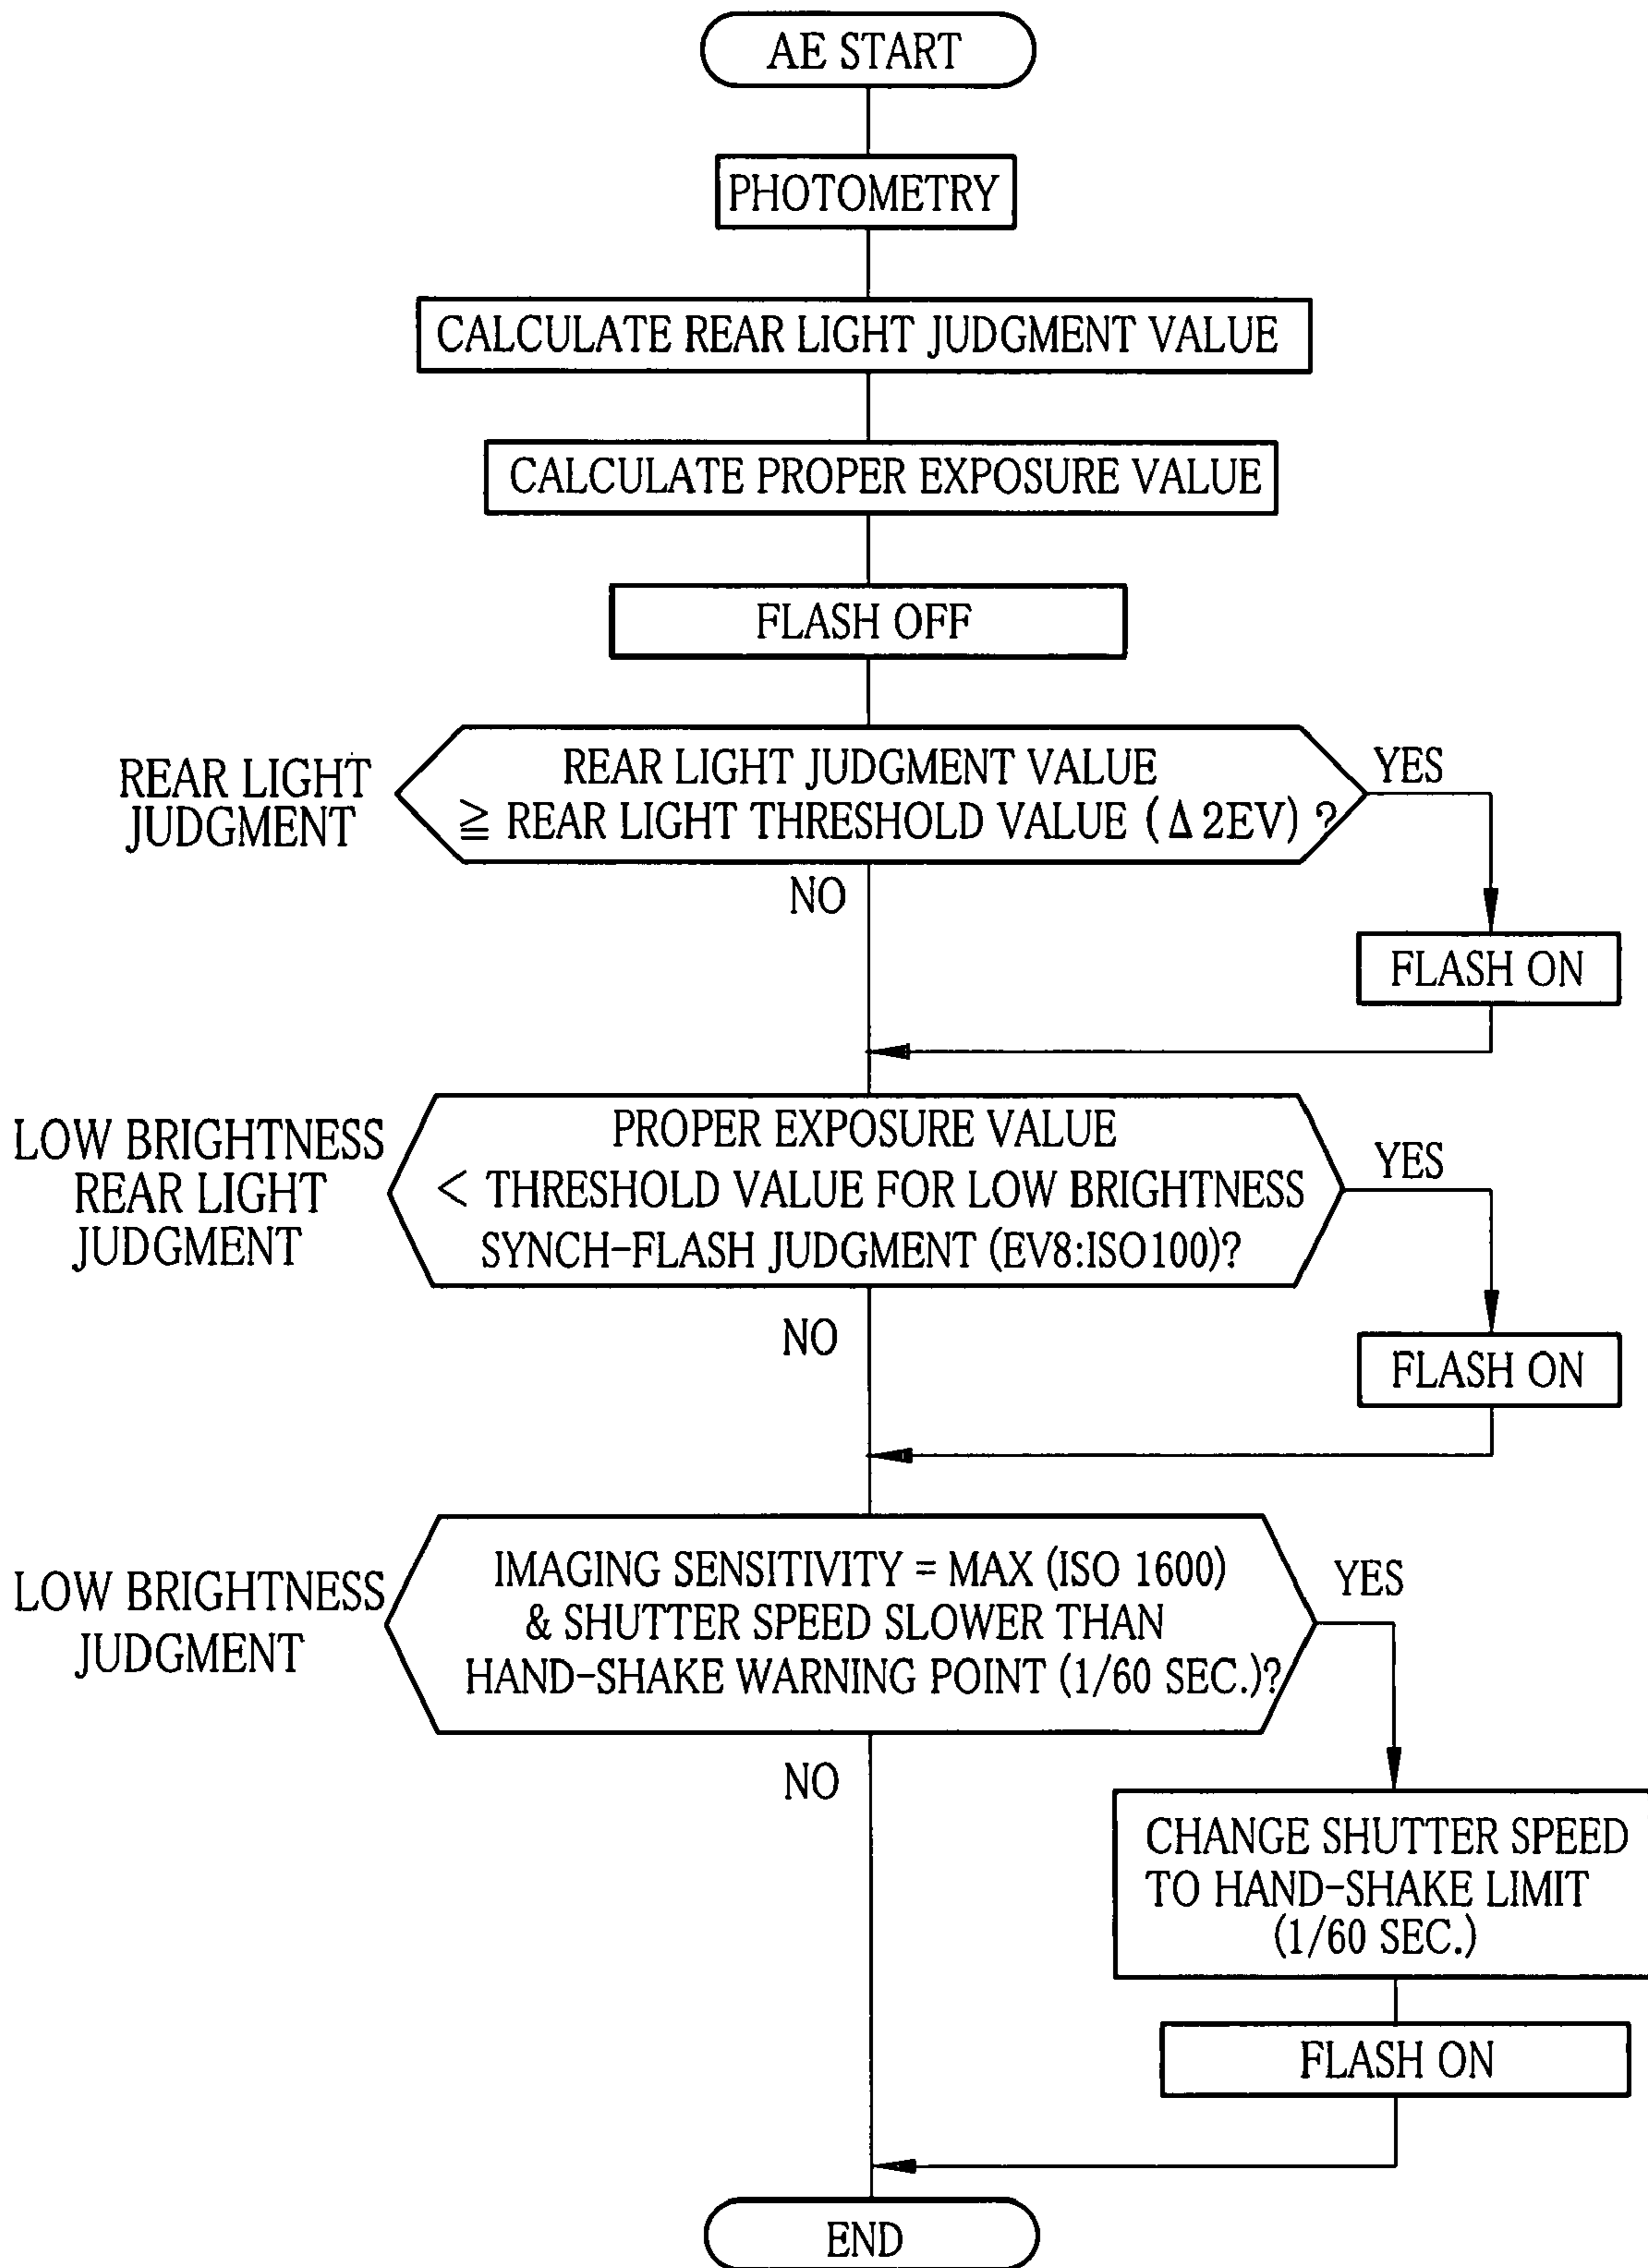 AE START
PHOTOMETRY
CALCULATE REAR LIGHT JUDGMENT VALUE
CALCULATE PROPER EXPOSURE VALUE
FLASH OFF
REAR LIGHT
JUDGMENT
REAR LIGHT JUDGMENT VALUE
≧ REAR LIGHT THRESHOLD VALUE (Δ2EV) ?
YES
NO
FLASH ON
LOW BRIGHTNESS
REAR LIGHT
JUDGMENT
PROPER EXPOSURE VALUE
< THRESHOLD VALUE FOR LOW BRIGHTNESS
SYNCH-FLASH JUDGMENT (EV8:ISO100)?
YES
NO
FLASH ON
LOW BRIGHTNESS
JUDGMENT
IMAGING SENSITIVITY = MAX (ISO 1600)
& SHUTTER SPEED SLOWER THAN
HAND-SHAKE WARNING POINT (1/60 SEC.)?
YES
NO
CHANGE SHUTTER SPEED
TO HAND-SHAKE LIMIT
(1/60 SEC.)
FLASH ON
END